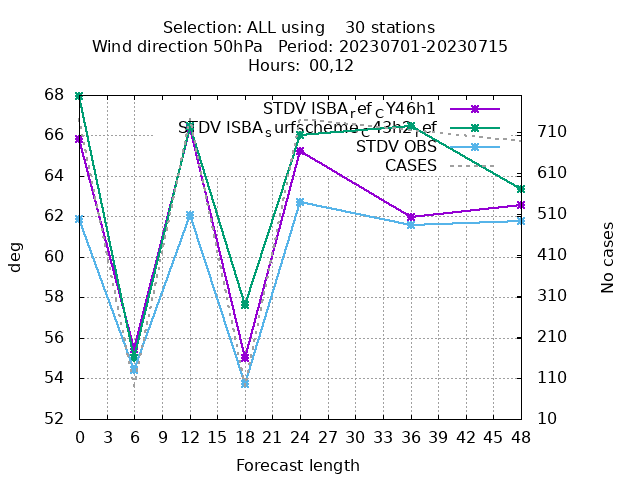 Selection: ALL using    30 stations
Wind direction 50hPa   Period: 20230701-20230715
Hours: 00,12
STDV ISBA_ref_CY46h1
STDV ISBA_surfscheme_C43h2_ref
STDV OBS
CASES
68
66
64
62
60
58
56
54
52
deg
710
610
510
410
310
210
110
10
No cases
0 3 6 9 12 15 18 21 24 27 30 33 36 39 42 45 48
Forecast length